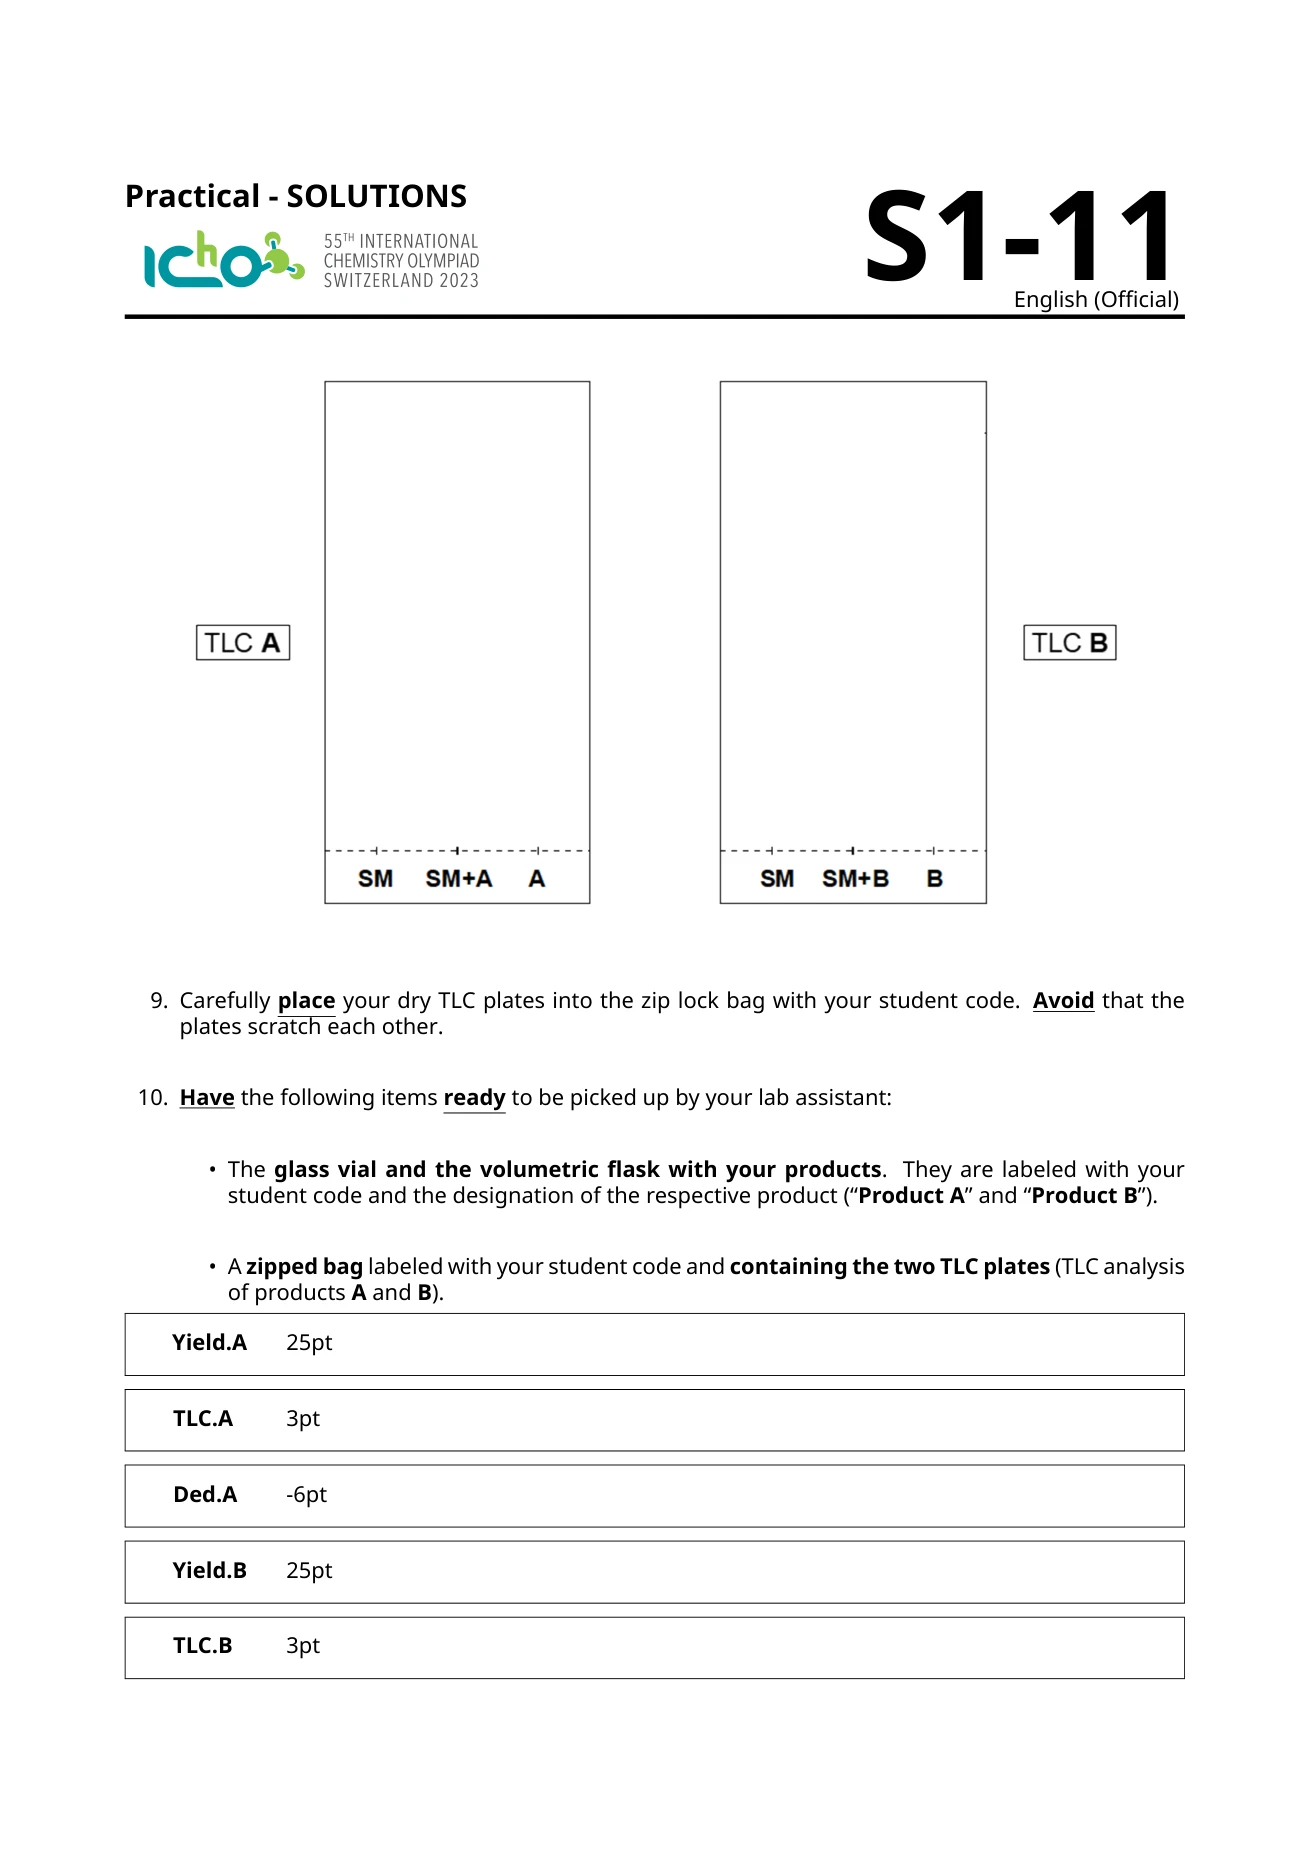 Practical - SOLUTIONS
S1-11
Icho
55TH INTERNATIONAL
CHEMISTRY OLYMPIAD
SWITZERLAND 2023
English (Official)
TLC A
TLC B
SM SM+A A
SM SM+B B
9. Carefully place your dry TLC plates into the zip lock bag with your student code. Avoid that the
plates scratch each other.
10. Have the following items ready to be picked up by your lab assistant:
• The glass vial and the volumetric flask with your products. They are labeled with your
student code and the designation of the respective product (“Product A” and “Product B”).
• A zipped bag labeled with your student code and containing the two TLC plates (TLC analysis
of products A and B).
Yield.A 25pt
TLC.A 3pt
Ded.A -6pt
Yield.B 25pt
TLC.B 3pt